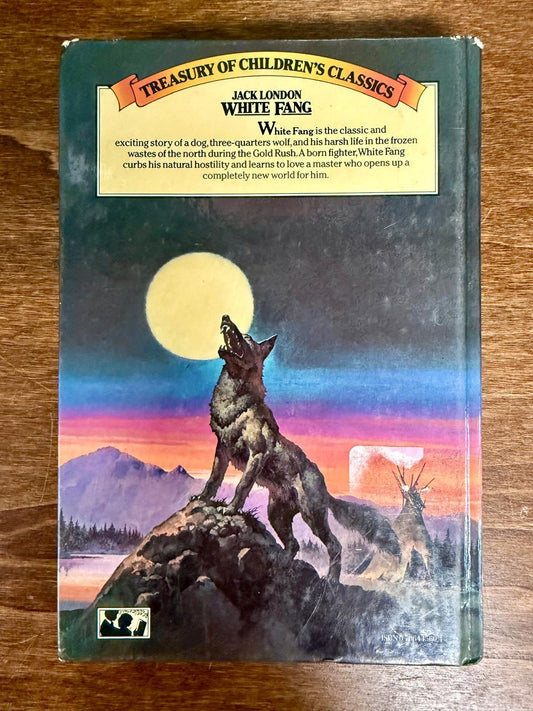 TREASURY OF CHILDREN'S CLASSICS
JACK LONDON
WHITE FANG
White Fang is the classic and
exciting story of a dog, three-quarters wolf, and his harsh life in the frozen
wastes of the north during the Gold Rush. A born fighter, White Fang
curbs his natural hostility and learns to love a master who opens up a
completely new world for him.
ISBN